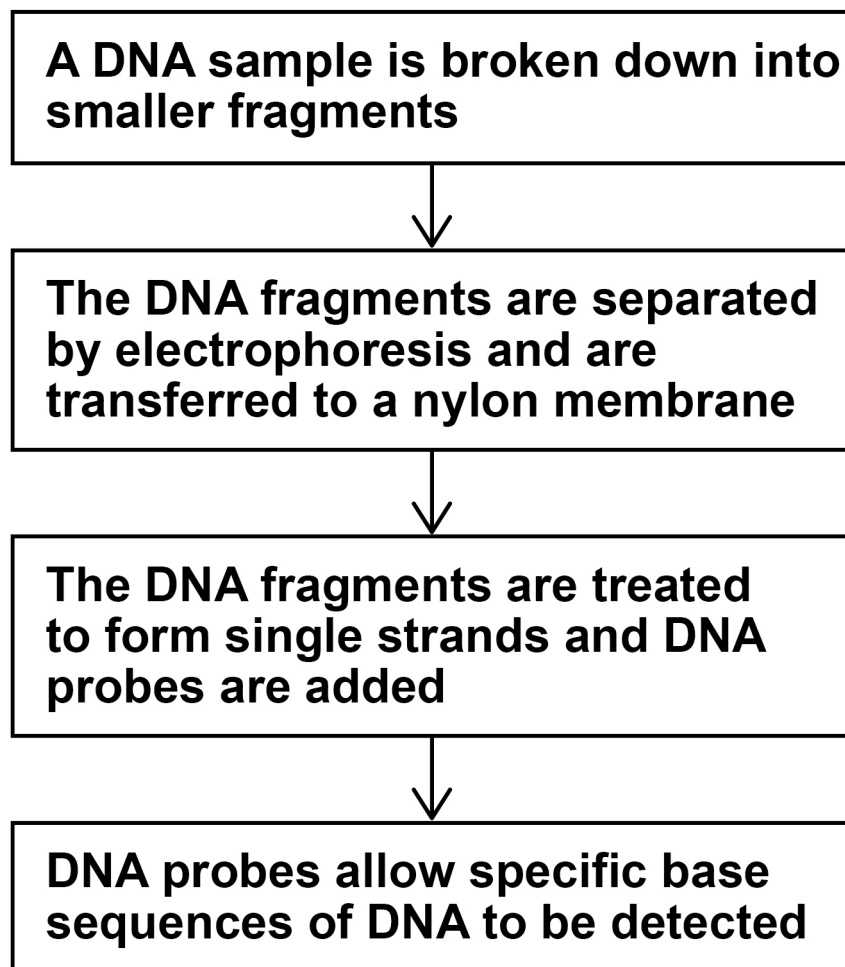 A DNA sample is broken down into
smaller fragments
The DNA fragments are separated
by electrophoresis and are
transferred to a nylon membrane
The DNA fragments are treated
to form single strands and DNA
probes are added
DNA probes allow specific base
sequences of DNA to be detected